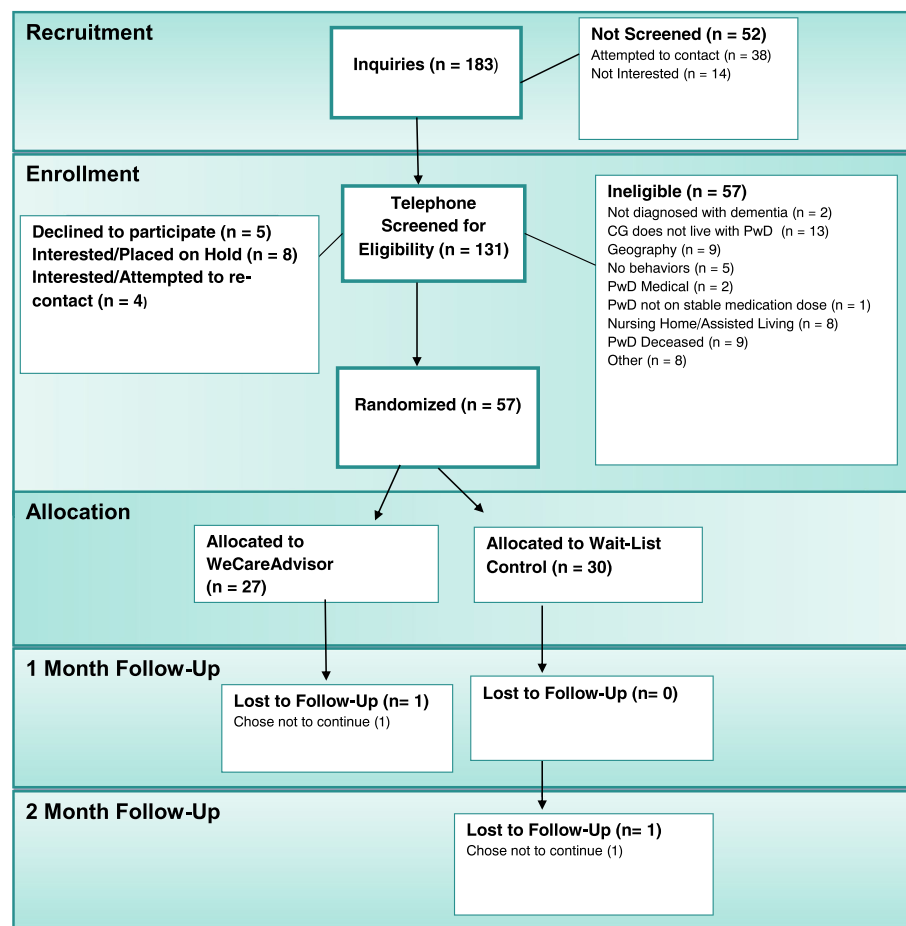 Recruitment
Inquiries (n = 183)
Not Screened (n = 52)
Attempted to contact (n = 38)
Not Interested (n = 14)
Enrollment
Telephone
Screened for
Eligibility (n = 131)
Declined to participate (n = 5)
Interested/Placed on Hold (n = 8)
Interested/Attempted to re-
contact (n = 4)
Ineligible (n = 57)
Not diagnosed with dementia (n = 2)
CG does not live with PwD (n = 13)
Geography (n = 9)
No behaviors (n = 5)
PwD Medical (n = 2)
PwD not on stable medication dose (n = 1)
Nursing Home/Assisted Living (n = 8)
PwD Deceased (n = 9)
Other (n = 8)
Randomized (n = 57)
Allocation
Allocated to
WeCareAdvisor
(n = 27)
Allocated to Wait-List
Control (n = 30)
1 Month Follow-Up
Lost to Follow-Up (n= 1)
Chose not to continue (1)
Lost to Follow-Up (n= 0)
2 Month Follow-Up
Lost to Follow-Up (n= 1)
Chose not to continue (1)